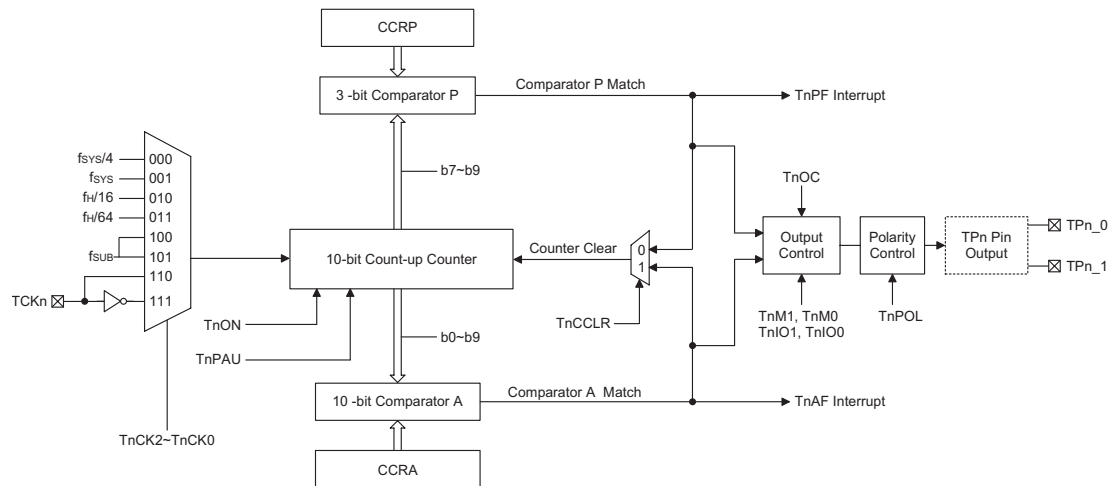 CCRP
3 -bit Comparator P
Comparator P Match
TnPF Interrupt
fSYS/4
fSYS
fH/16
fH/64
fSUB
000
001
010
011
100
101
110
111
TCKn
TnCK2~TnCK0
b7~b9
10-bit Count-up Counter
Counter Clear
0
1
TnCCLR
TnON
TnPAU
b0~b9
TnOC
Output
Control
TnM1, TnM0
TnIO1, TnIO0
Polarity
Control
TnPOL
TPn Pin
Output
TPn_0
TPn_1
10 -bit Comparator A
Comparator A  Match
TnAF Interrupt
CCRA